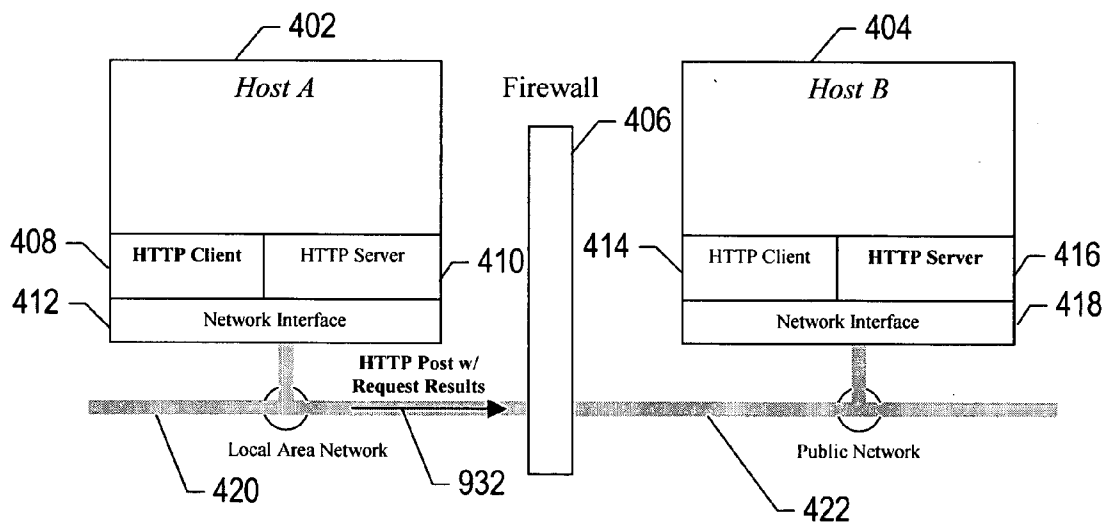 402
404
Host A
Firewall
Host B
406
408
HTTP Client
HTTP Server
410
414
HTTP Client
HTTP Server
416
412
Network Interface
Network Interface
418
HTTP Post w/
Request Results
Local Area Network
Public Network
420
932
422